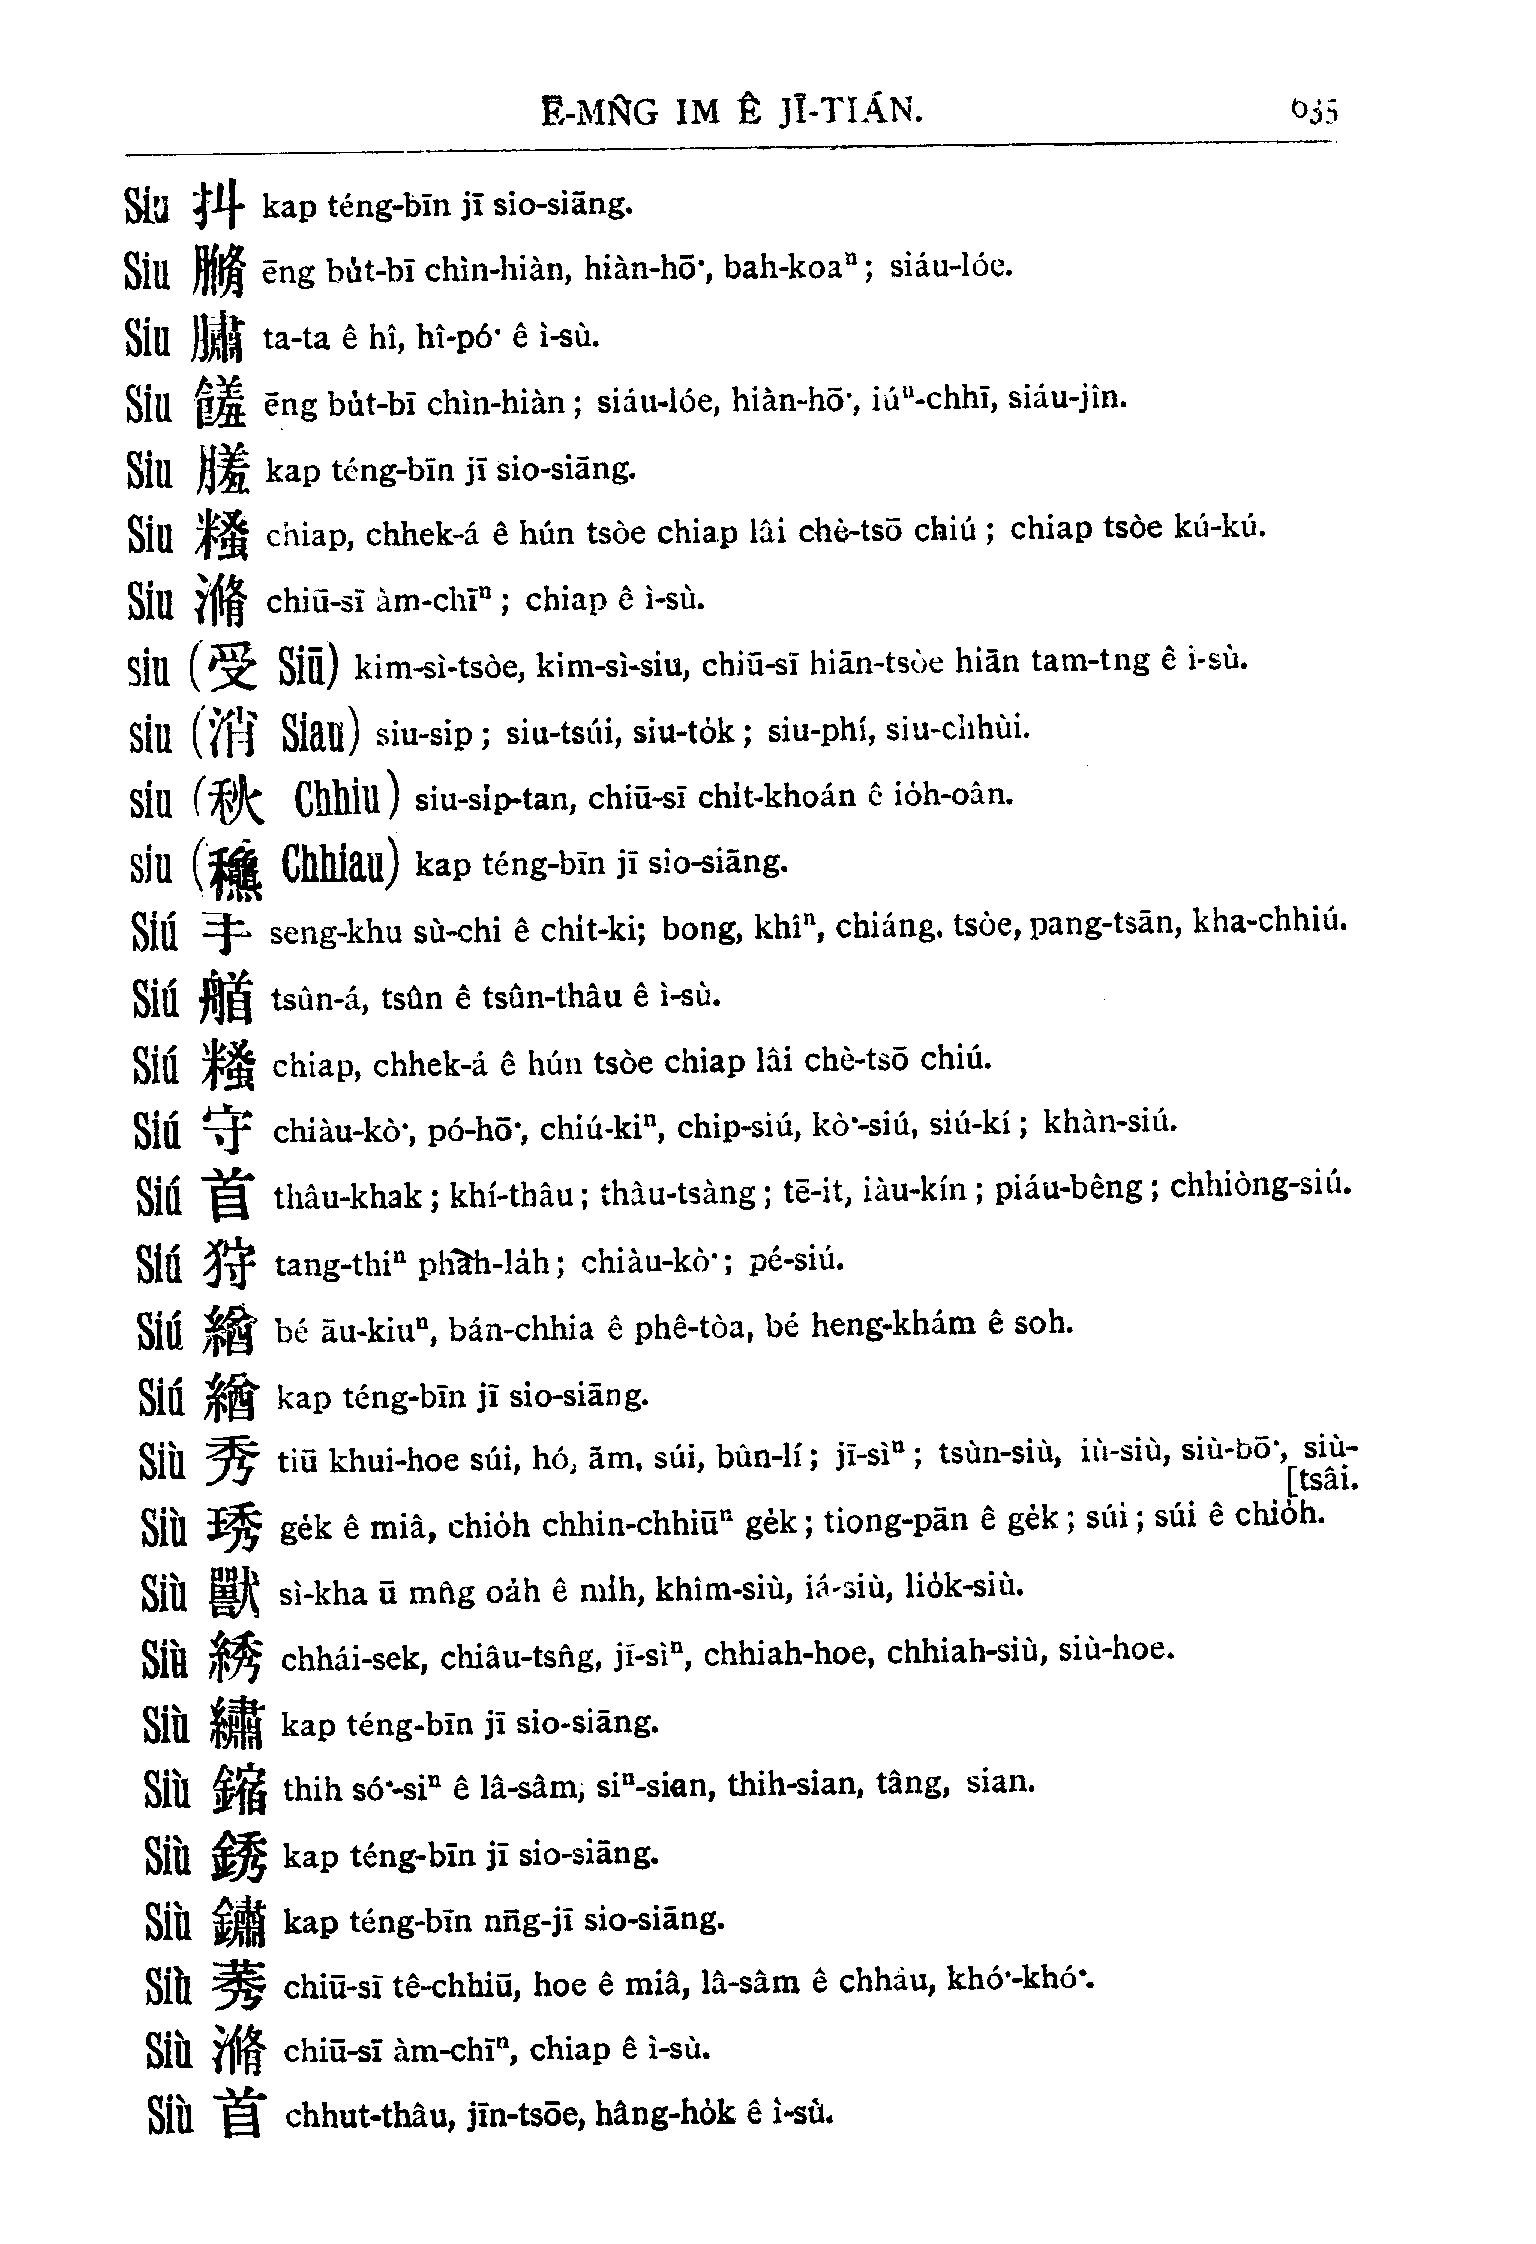 Ē-MN̂G IM Ê JĪ-TIÁN. 635
Siu 抖 kap téng-bīn jī sio-siāng.
Siu 脩 ēng bu̍t-bī chìn-hiàn, hiàn-hō͘, bah-koaⁿ; siáu-lóe.
Siu 膅 ta-ta ê hî, hî-pó͘ ê ì-sù.
Siu 饈 ēng bu̍t-bī chìn-hiàn; siáu-lóe, hiàn-hō͘, iúⁿ-chhī, siáu-jîn.
Siu 膳 kap téng-bīn jī sio-siāng.
Siu 糔 chiap, chhek-á ê hún tsòe chiap lâi chè-tsō chiú; chiap tsòe kú-kú.
Siu 滫 chiū-sī àm-chīⁿ; chiap ê ì-sù.
siu (受 Siū) kim-sì-tsòe, kim-sì-siu, chiū-sī hiān-tsòe hiān tam-tng ê i-sù.
siu (消 Siau) siu-sip; siu-tsúi, siu-to̍k; siu-phí, siu-chhùi.
siu (秋 Chhiu) siu-si̍p-tan, chiū-sī chi̍t-khoán ê io̍h-oân.
siu (穐 Chhiau) kap téng-bīn jī sio-siāng.
Siú 手 seng-khu sù-chi ê chi̍t-ki; bong, khîⁿ, chiáng. tsòe, pang-tsān, kha-chhiú.
Siú 艏 tsûn-á, tsûn ê tsûn-thâu ê ì-sù.
Siú 糔 chiap, chhek-á ê hún tsòe chiap lâi chè-tsō chiú.
Siú 守 chiàu-kò͘, pó-hō͘, chiú-kiⁿ, chip-siú, kò͘-siú, siú-kí; khàn-siú.
Siú 首 thâu-khak; khí-thâu; thâu-tsàng; tē-it, iàu-kín; piáu-bêng; chhiòng-siú.
Siú 狩 tang-thiⁿ phah-la̍h; chiàu-kò͘; pé-siú.
Siú 緧 bé āu-kiuⁿ, bán-chhia ê phê-tòa, bé heng-khám ê soh.
Siú 緧 kap téng-bīn jī sio-siāng.
Siù 秀 tiū khui-hoe súi, hó, ām, súi, bûn-lí; jī-sìⁿ; tsùn-siù, iù-siù, siù-bō͘, siù-
[tsâi.
Siù 琇 ge̍k ê miâ, chio̍h chhin-chhiūⁿ ge̍k; tiong-pān ê ge̍k; súi; súi ê chio̍h.
Siù 獸 sì-kha ū mn̂g oa̍h ê mi̍h, khîm-siù, iá-siù, lio̍k-siù.
Siù 綉 chhái-sek, chiâu-tsn̂g, jī-sìⁿ, chhiah-hoe, chhiah-siù, siù-hoe.
Siù 繡 kap téng-bīn jī sio-siāng.
Siù 鏥 thih só͘-siⁿ ê lâ-sâm, siⁿ-sian, thih-sian, tâng, sian.
Siù 銹 kap téng-bīn jī sio-siāng.
Siù 鏽 kap téng-bīn nn̄g-jī sio-siāng.
Siù 莠 chiū-sī tê-chhiū, hoe ê miâ, lâ-sâm ê chháu, khó͘-khó͘.
Siù 滫 chiū-sī àm-chīⁿ, chiap ê ì-sù.
Siù 首 chhut-thâu, jīn-tsōe, hâng-ho̍k ê ì-sù.